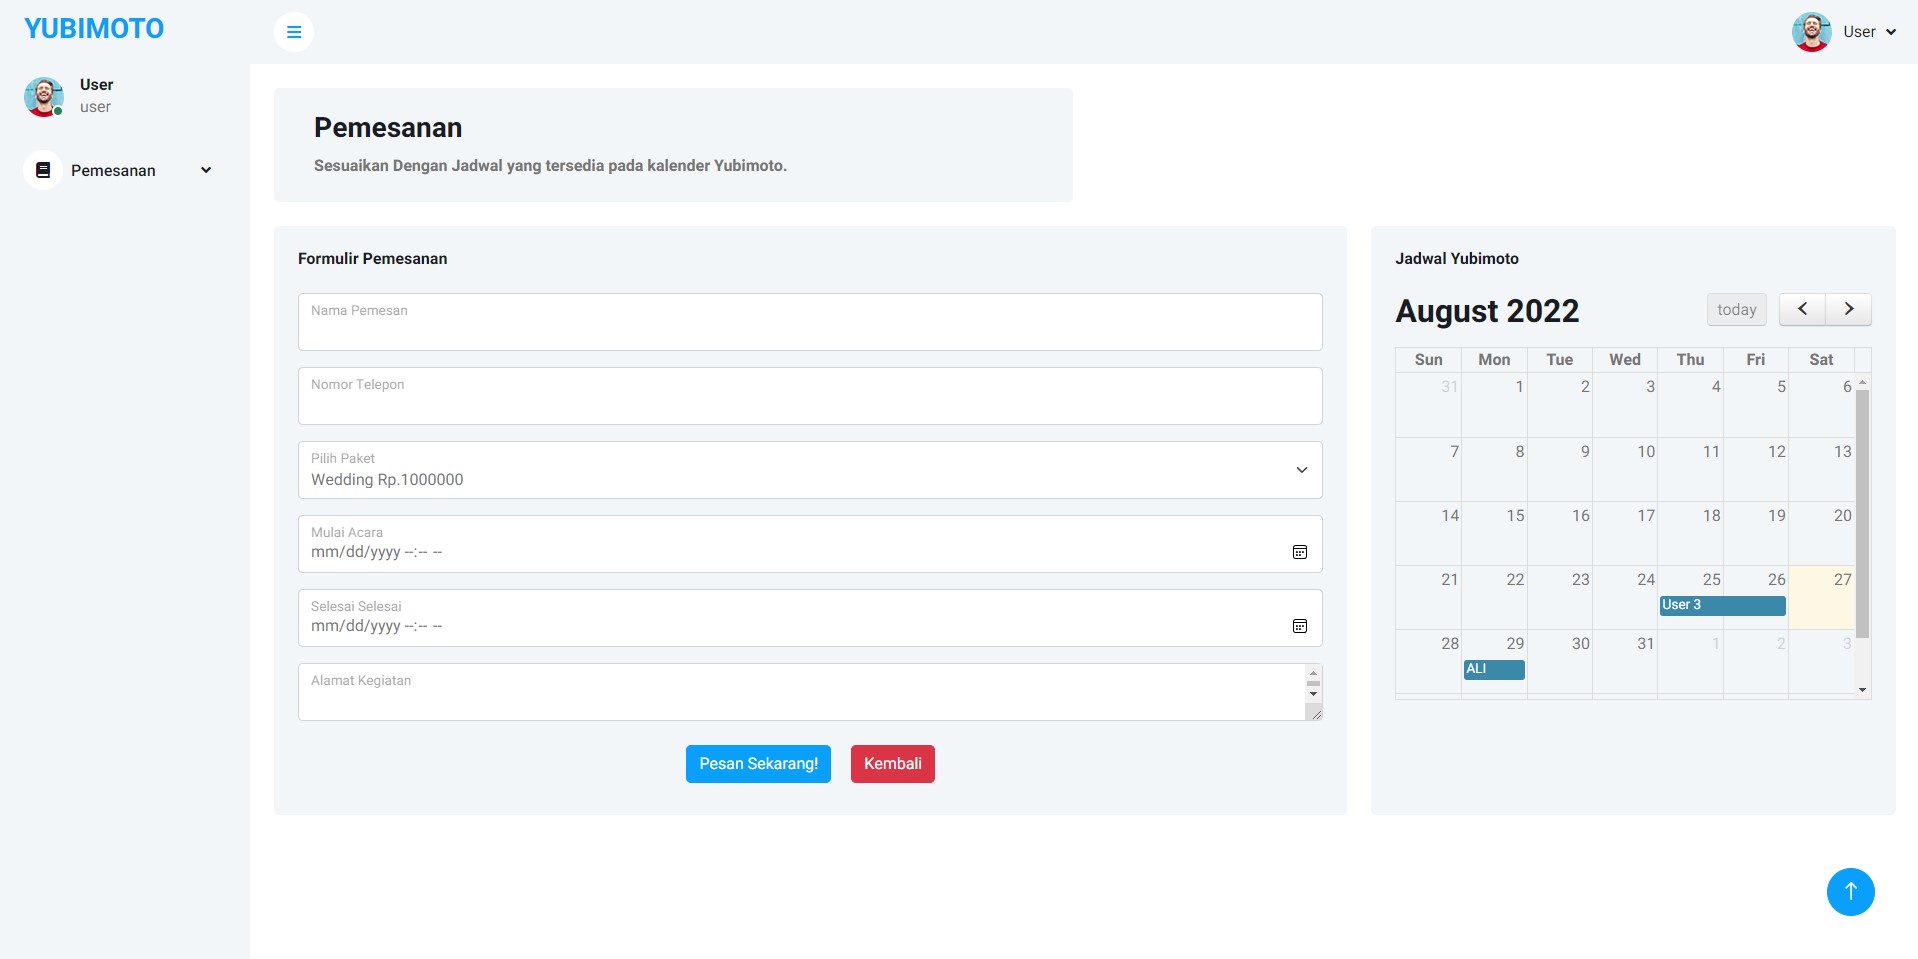 YUBIMOTO
User
User
user
Pemesanan
Pemesanan
Sesuaikan Dengan Jadwal yang tersedia pada kalender Yubimoto.
Formulir Pemesanan
Nama Pemesan
Nomor Telepon
Pilih Paket
Wedding Rp.1000000
Mulai Acara
mm/dd/yyyy --:-- --
Selesai Selesai
mm/dd/yyyy --:-- --
Alamat Kegiatan
Pesan Sekarang!
Kembali
Jadwal Yubimoto
August 2022
today
Sun Mon Tue Wed Thu Fri Sat
31 1 2 3 4 5 6
7 8 9 10 11 12 13
14 15 16 17 18 19 20
21 22 23 24 25 26 27
User 3
28 29 30 31 1 2 3
ALI